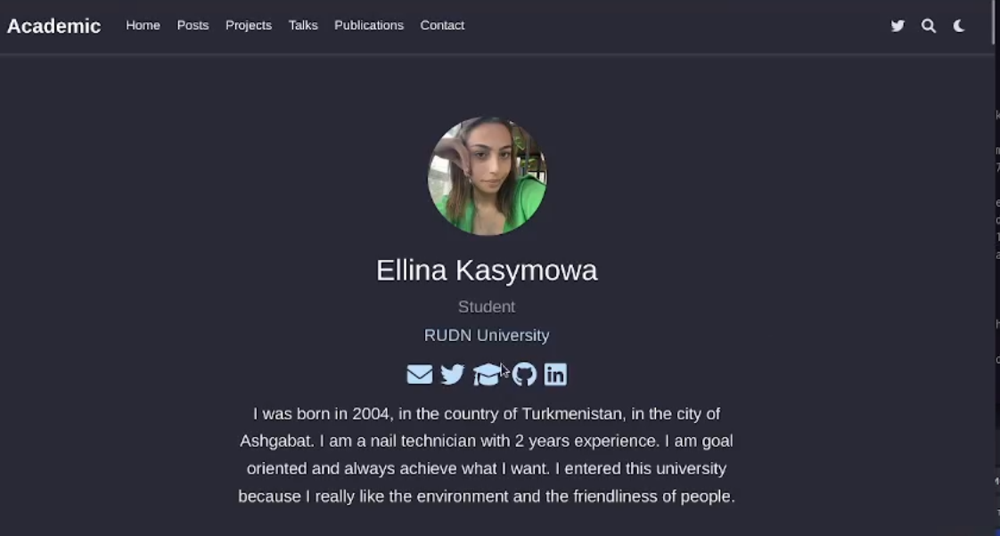 Academic Home Posts Projects Talks Publications Contact
Ellina Kasymowa
Student
RUDN University
I was born in 2004, in the country of Turkmenistan, in the city of
Ashgabat. I am a nail technician with 2 years experience. I am goal
oriented and always achieve what I want. I entered this university
because I really like the environment and the friendliness of people.